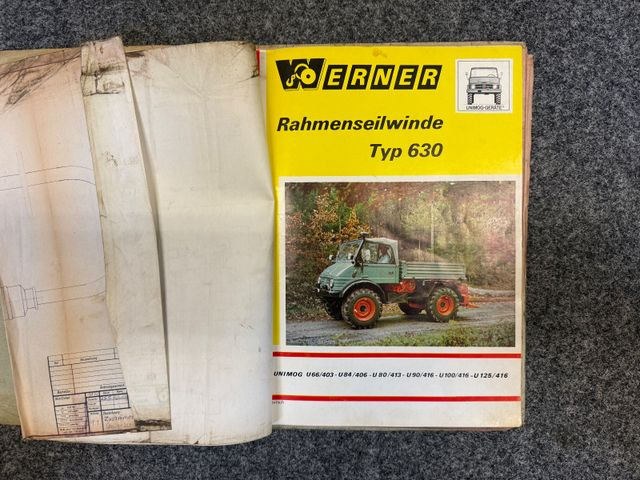 WERNER
UNIMOG-GERÄTE
Rahmenseilwinde
Typ 630
UNIMOG U66/403 - U84/406 - U80/413 - U90/416 - U100/416 - U125/416